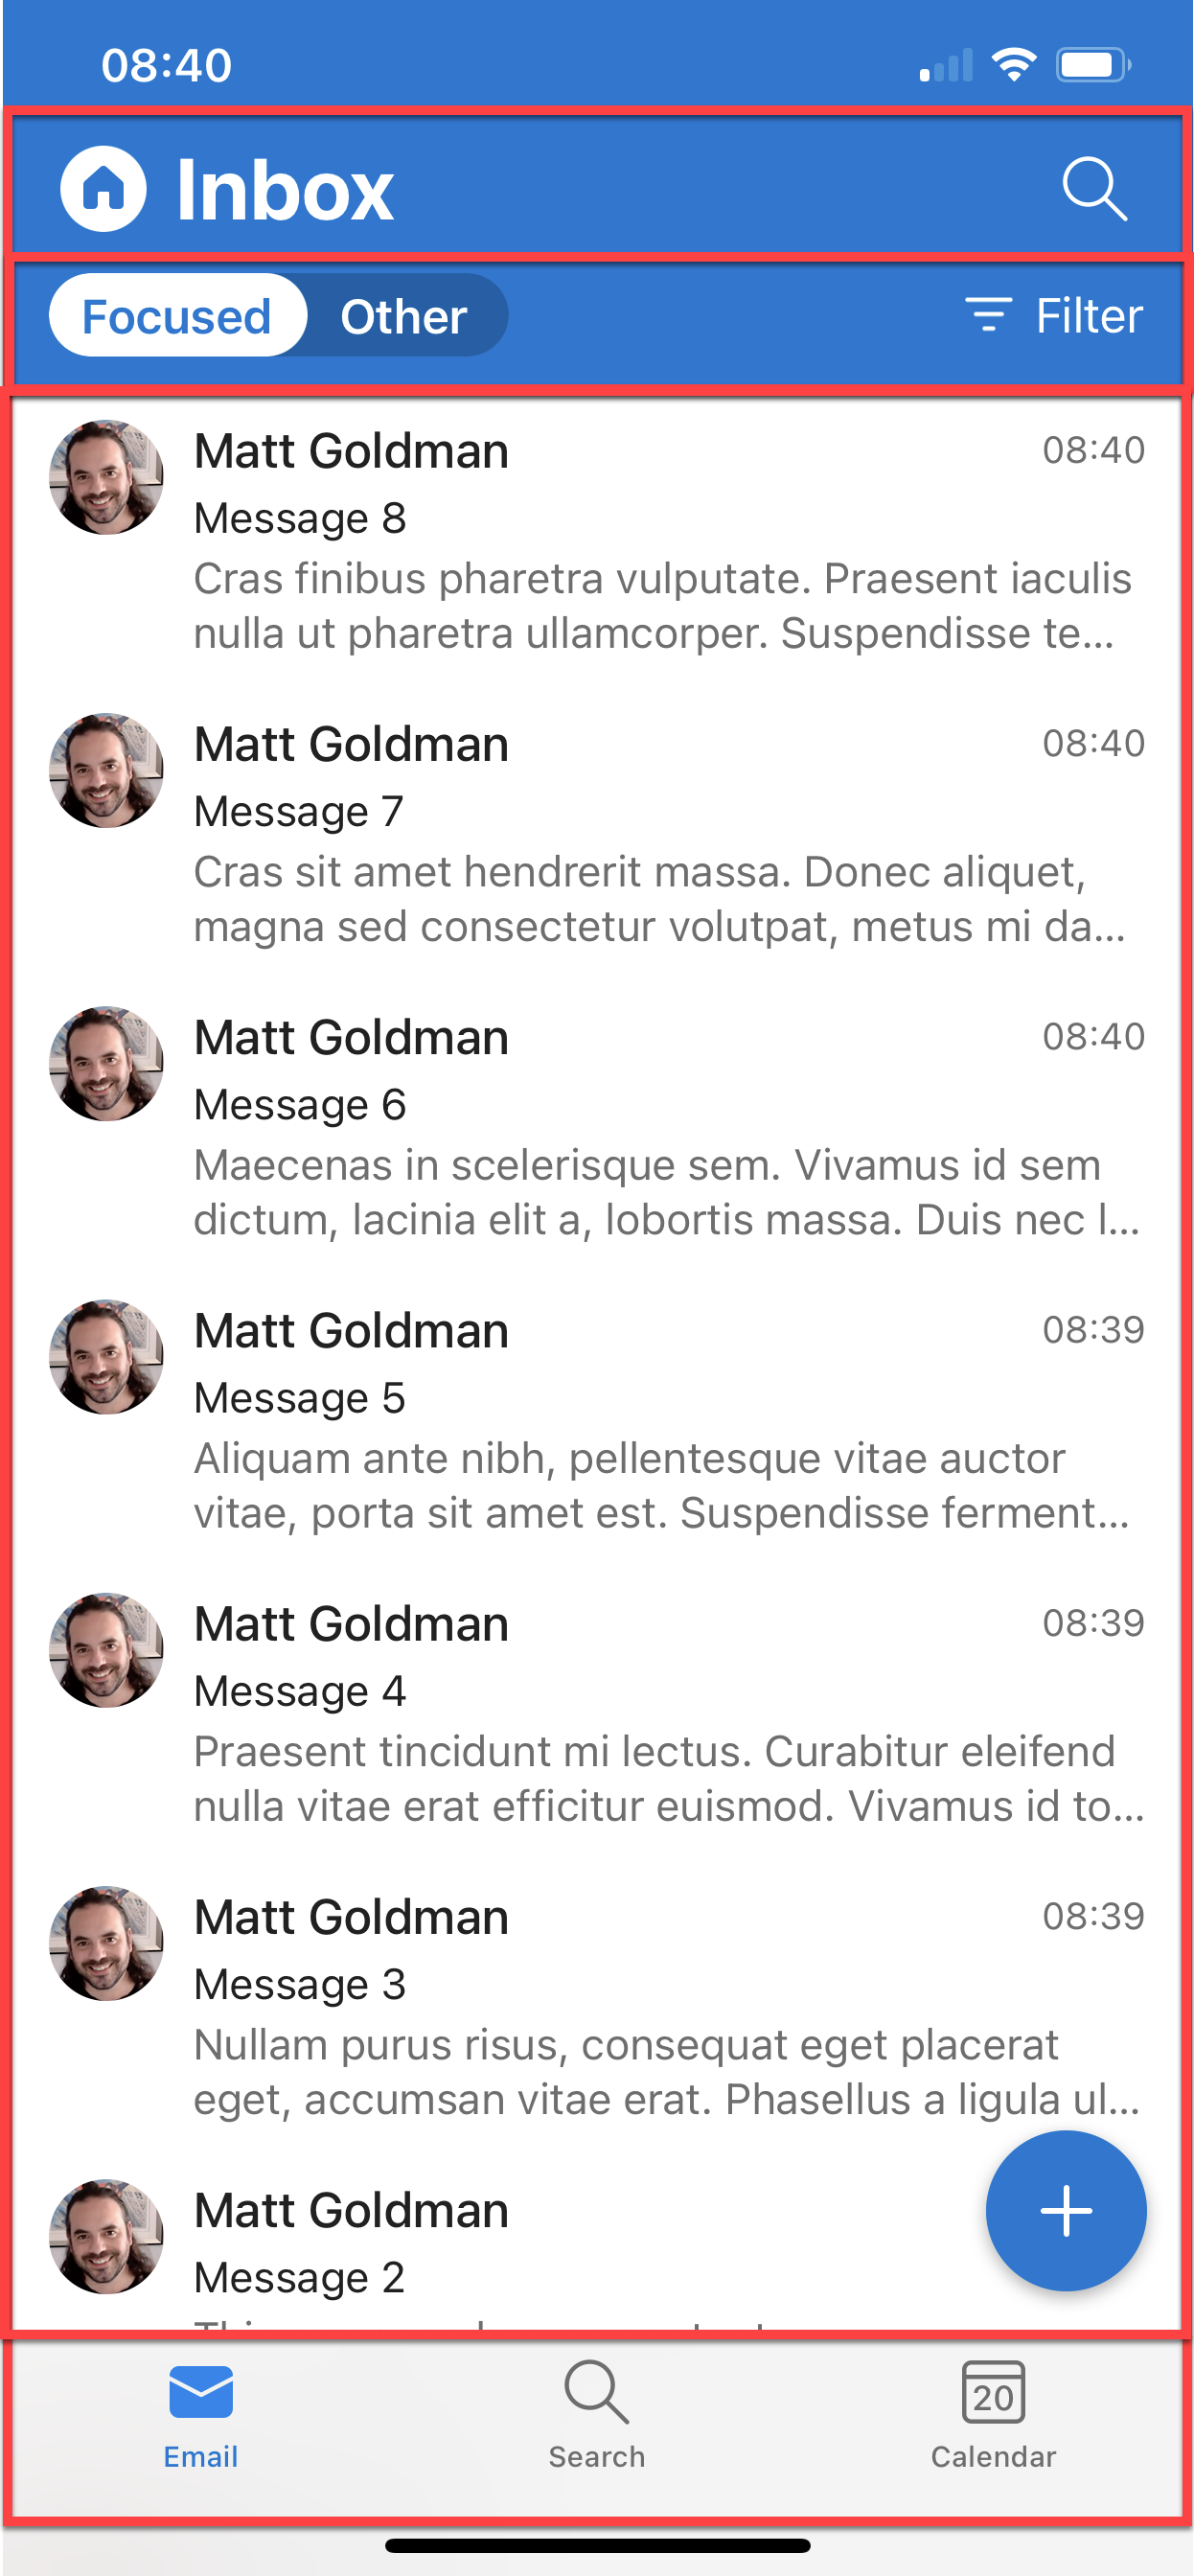 08:40
Inbox
Focused Other Filter
Matt Goldman 08:40
Message 8
Cras finibus pharetra vulputate. Praesent iaculis
nulla ut pharetra ullamcorper. Suspendisse te...
Matt Goldman 08:40
Message 7
Cras sit amet hendrerit massa. Donec aliquet,
magna sed consectetur volutpat, metus mi da...
Matt Goldman 08:40
Message 6
Maecenas in scelerisque sem. Vivamus id sem
dictum, lacinia elit a, lobortis massa. Duis nec l...
Matt Goldman 08:39
Message 5
Aliquam ante nibh, pellentesque vitae auctor
vitae, porta sit amet est. Suspendisse ferment...
Matt Goldman 08:39
Message 4
Praesent tincidunt mi lectus. Curabitur eleifend
nulla vitae erat efficitur euismod. Vivamus id to...
Matt Goldman 08:39
Message 3
Nullam purus risus, consequat eget placerat
eget, accumsan vitae erat. Phasellus a ligula ul...
Matt Goldman
Message 2
20
Email Search Calendar